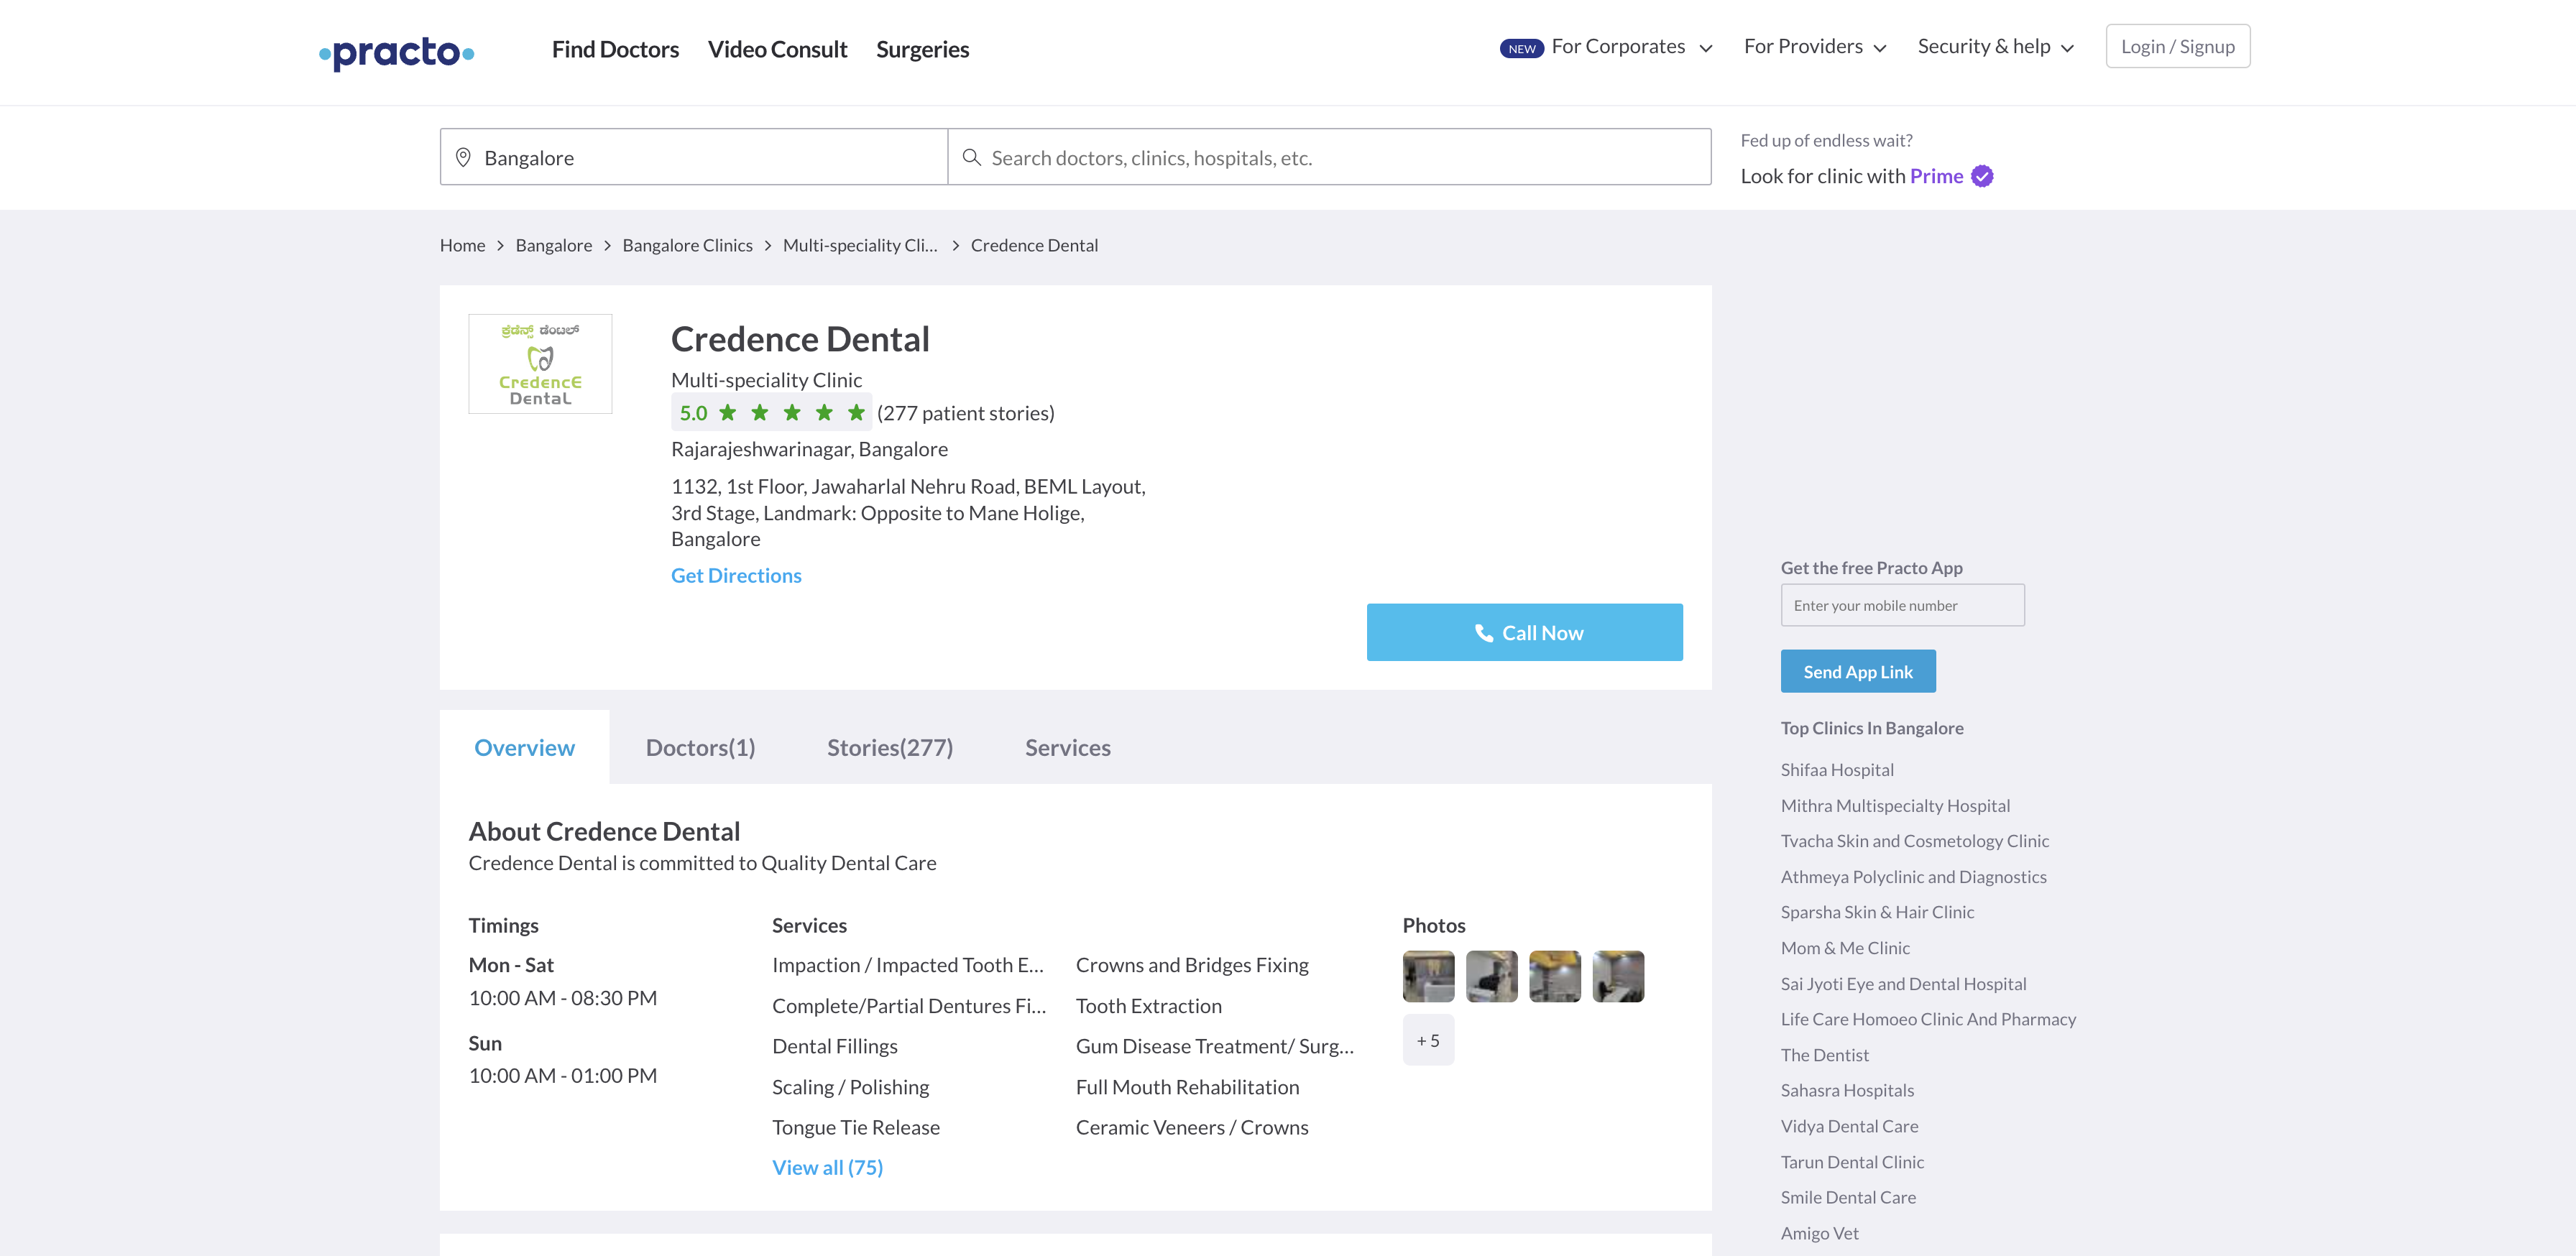 practo
Find Doctors
Video Consult
Surgeries
NEW For Corporates
For Providers
Security & help
Login / Signup
Bangalore
Search doctors, clinics, hospitals, etc.
Fed up of endless wait?
Look for clinic with Prime
Home > Bangalore > Bangalore Clinics > Multi-speciality Cli... > Credence Dental
ಕ್ರೆಡೆನ್ಸ್ ಡೆಂಟಲ್
CredencE
DentaL
Credence Dental
Multi-speciality Clinic
5.0 ★ ★ ★ ★ ★ (277 patient stories)
Rajarajeshwarinagar, Bangalore
1132, 1st Floor, Jawaharlal Nehru Road, BEML Layout,
3rd Stage, Landmark: Opposite to Mane Holige,
Bangalore
Get Directions
Call Now
Overview
Doctors(1)
Stories(277)
Services
About Credence Dental
Credence Dental is committed to Quality Dental Care
Timings
Mon - Sat
10:00 AM - 08:30 PM
Sun
10:00 AM - 01:00 PM
Services
Impaction / Impacted Tooth E...
Crowns and Bridges Fixing
Complete/Partial Dentures Fi...
Tooth Extraction
Dental Fillings
Gum Disease Treatment/ Surg...
Scaling / Polishing
Full Mouth Rehabilitation
Tongue Tie Release
Ceramic Veneers / Crowns
View all (75)
Photos
+ 5
Get the free Practo App
Enter your mobile number
Send App Link
Top Clinics In Bangalore
Shifaa Hospital
Mithra Multispecialty Hospital
Tvacha Skin and Cosmetology Clinic
Athmeya Polyclinic and Diagnostics
Sparsha Skin & Hair Clinic
Mom & Me Clinic
Sai Jyoti Eye and Dental Hospital
Life Care Homoeo Clinic And Pharmacy
The Dentist
Sahasra Hospitals
Vidya Dental Care
Tarun Dental Clinic
Smile Dental Care
Amigo Vet